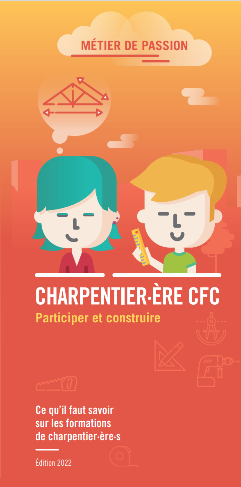 MÉTIER DE PASSION
CHARPENTIER·ÈRE CFC
Participer et construire
Ce qu'il faut savoir
sur les formations
de charpentier·ère·s
Édition 2022